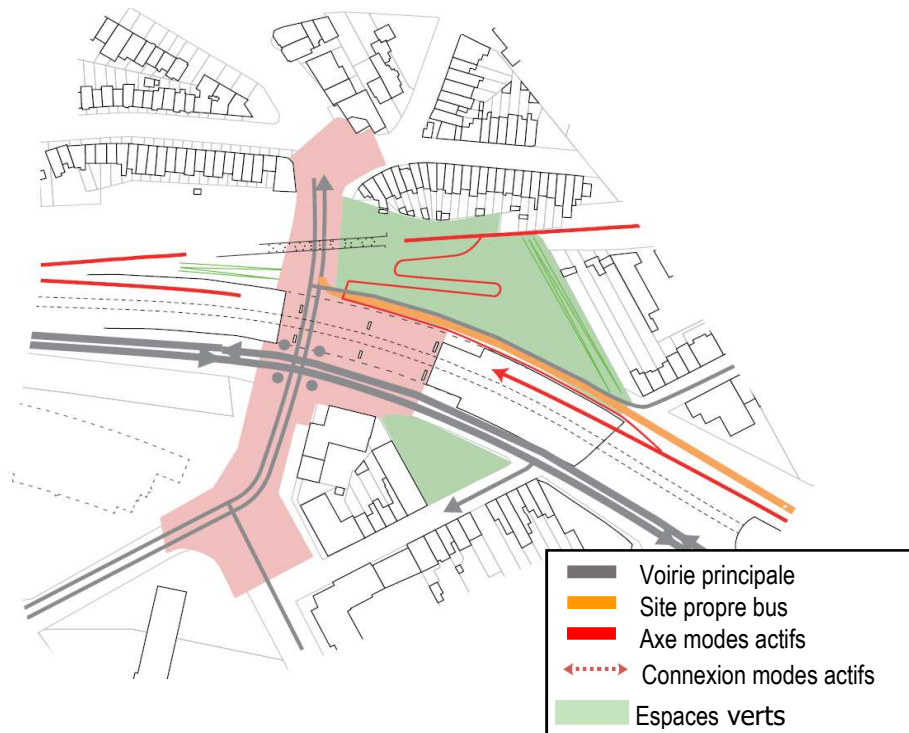 Voirie principale
Site propre bus
Axe modes actifs
Connexion modes actifs
Espaces verts